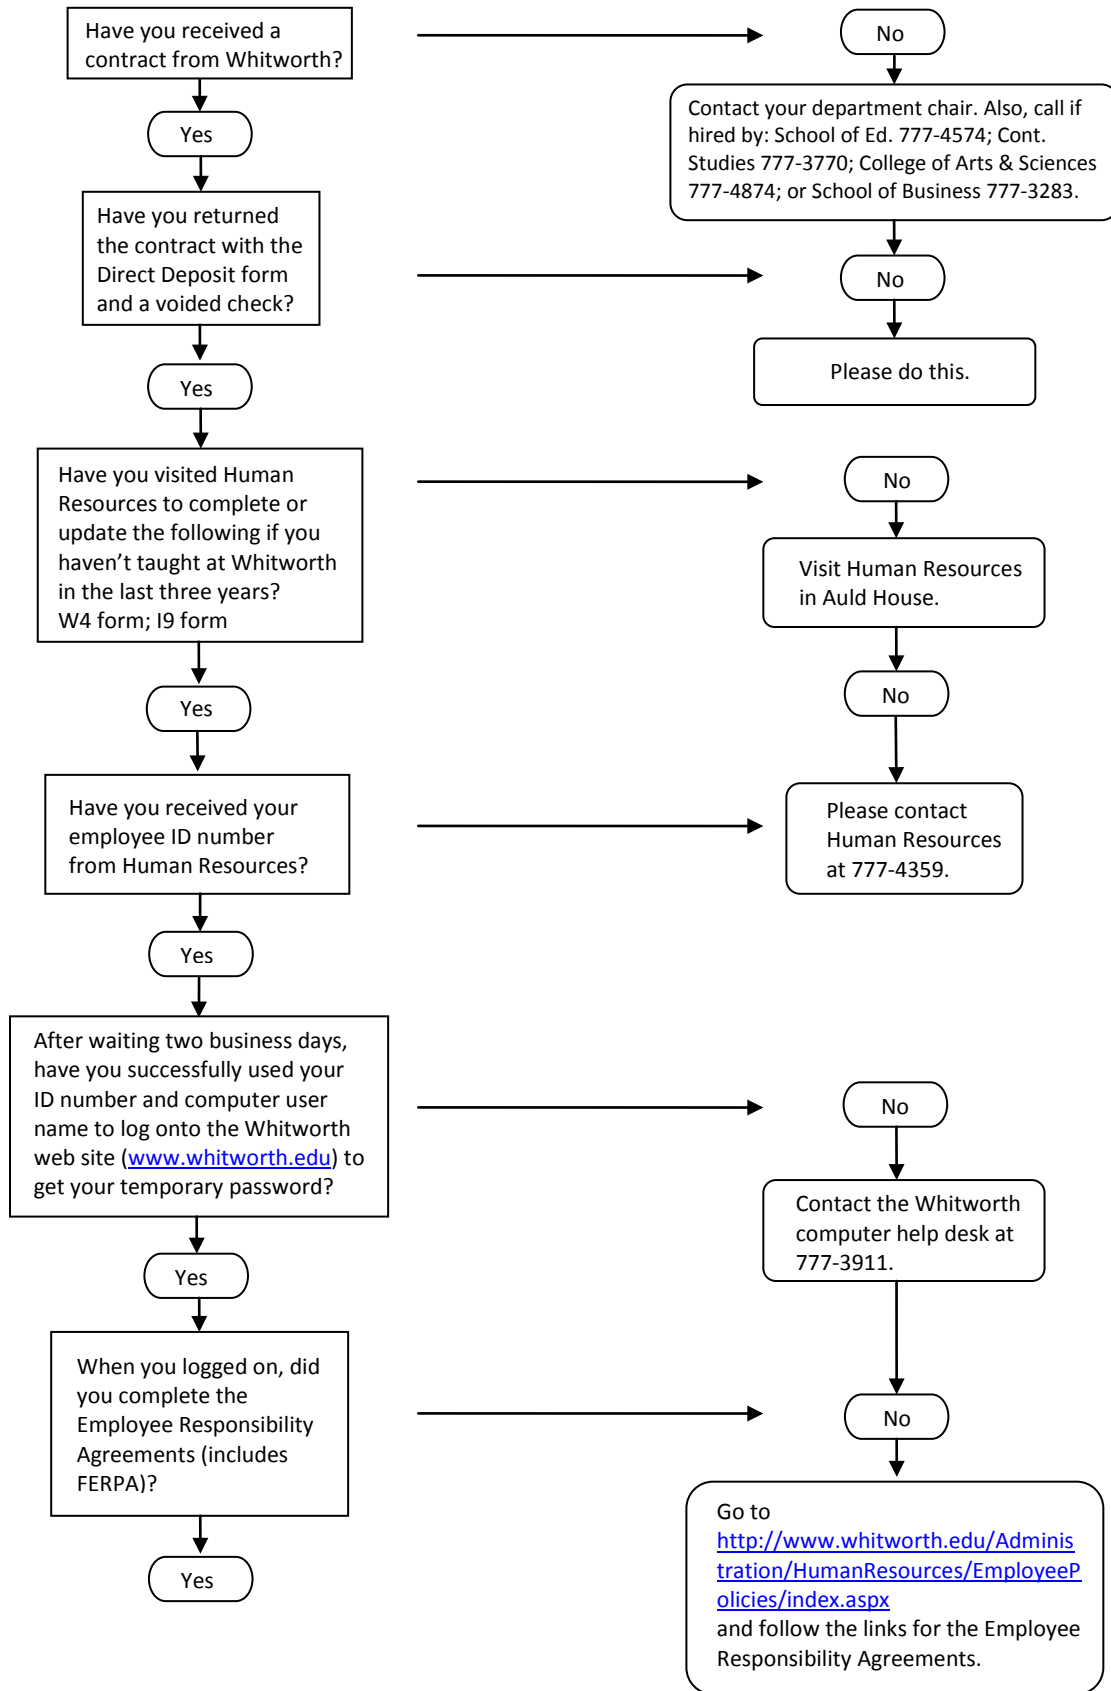 Have you received a
contract from Whitworth?
No
Yes
Contact your department chair. Also, call if
hired by: School of Ed. 777-4574; Cont.
Studies 777-3770; College of Arts & Sciences
777-4874; or School of Business 777-3283.
Have you returned
the contract with the
Direct Deposit form
and a voided check?
No
Yes
Please do this.
Have you visited Human
Resources to complete or
update the following if you
haven’t taught at Whitworth
in the last three years?
W4 form; I9 form
No
Visit Human Resources
in Auld House.
Yes
No
Have you received your
employee ID number
from Human Resources?
Please contact
Human Resources
at 777-4359.
Yes
After waiting two business days,
have you successfully used your
ID number and computer user
name to log onto the Whitworth
web site (www.whitworth.edu) to
get your temporary password?
No
Contact the Whitworth
computer help desk at
777-3911.
Yes
When you logged on, did
you complete the
Employee Responsibility
Agreements (includes
FERPA)?
No
Yes
Go to
http://www.whitworth.edu/Adminis
tration/HumanResources/EmployeeP
olicies/index.aspx
and follow the links for the Employee
Responsibility Agreements.